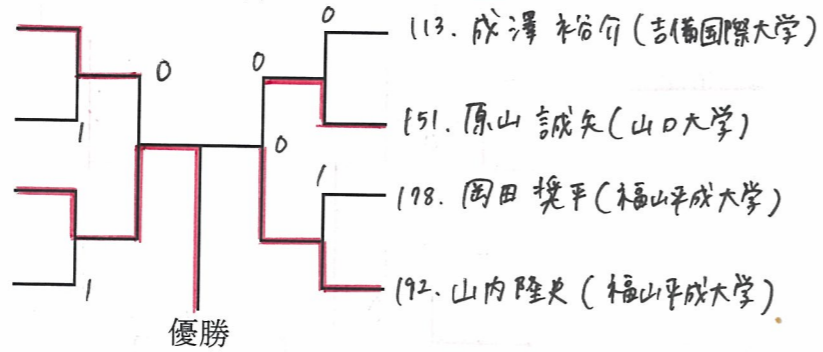 0
113. 成澤 裕介 (吉備国際大学)
0
0
151. 原山 誠矢 (山口大学)
1
0
1
178. 岡田 奨平 (福山平成大学)
1
192. 山内隆史 (福山平成大学)
優勝